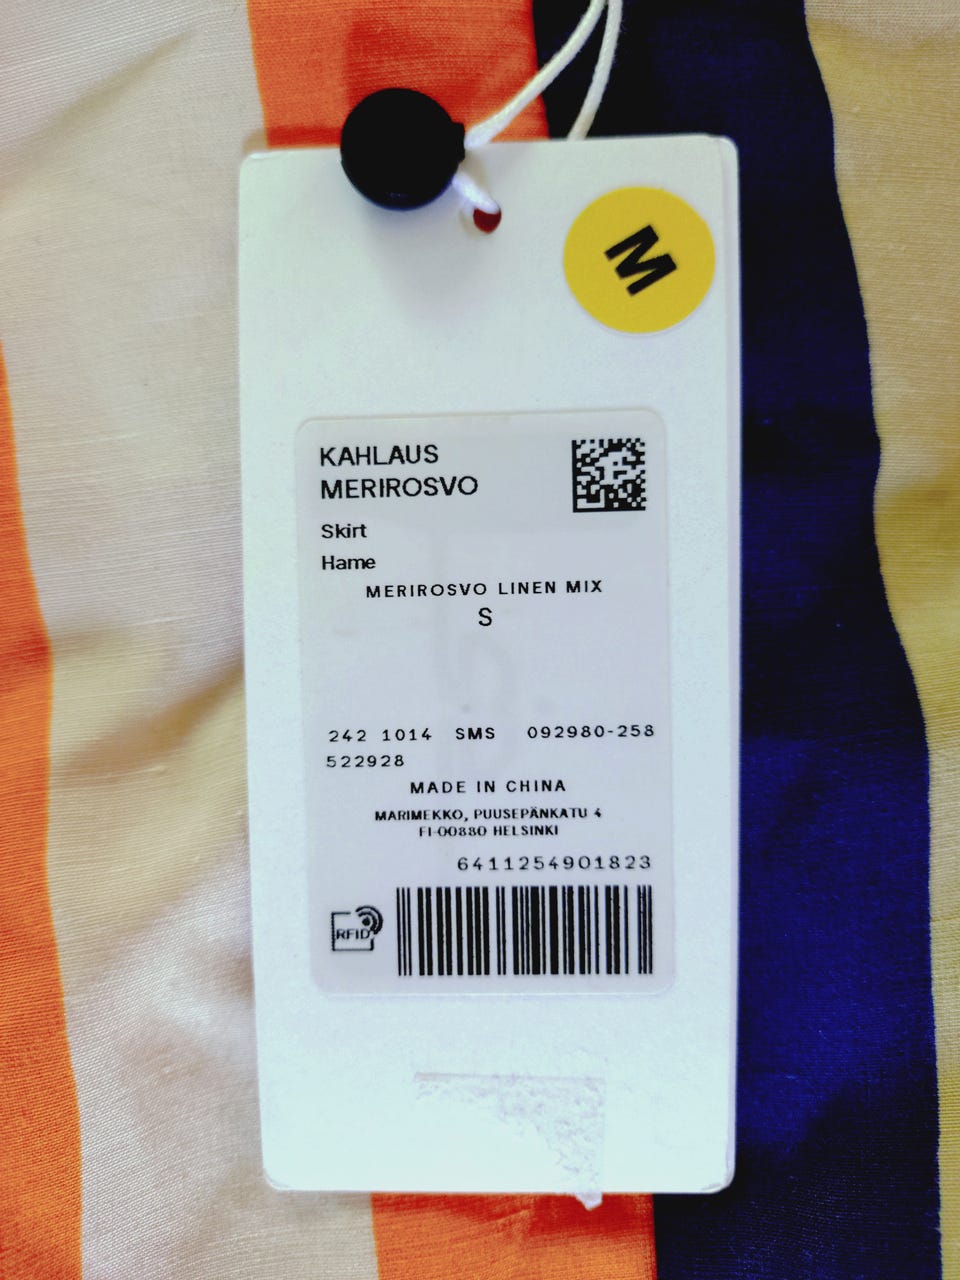 M
KAHLAUS
MERIROSVO
Skirt
Hame
MERIROSVO LINEN MIX
S
242 1014 SMS 092980-258
522928
MADE IN CHINA
MARIMEKKO, PUUSEPÄNKATU 4
FI-00880 HELSINKI
6411254901823
RFID